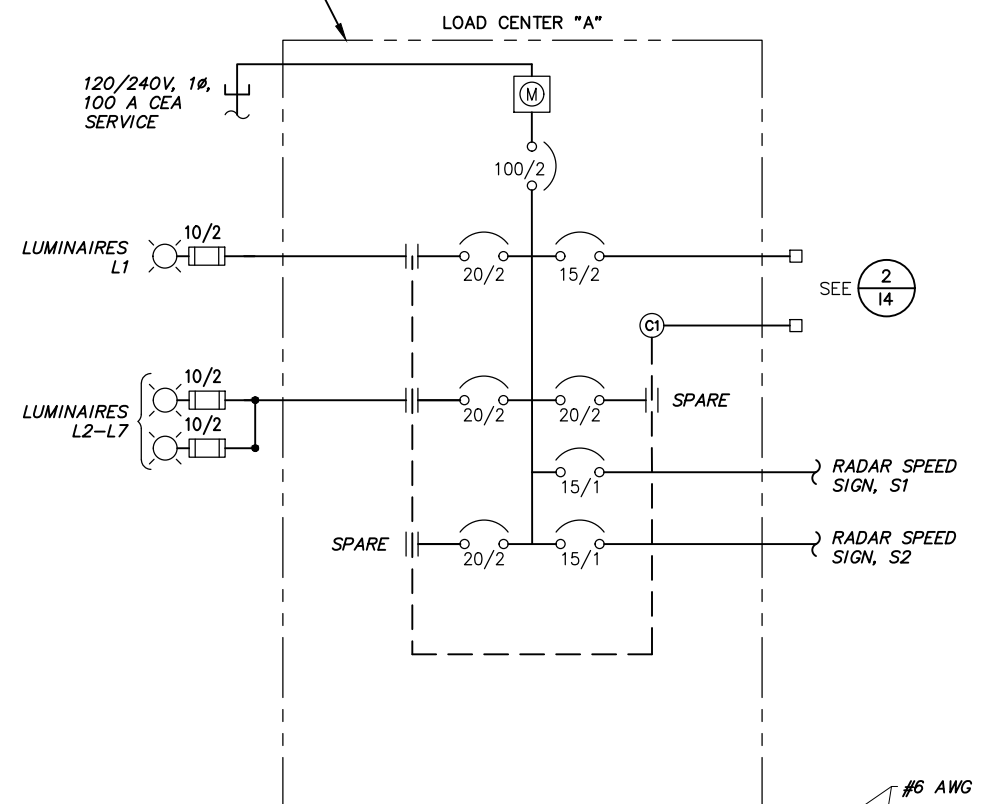 LOAD CENTER "A"
120/240V, 1ø,
100 A CEA
SERVICE
M
100/2
LUMINAIRES
L1
10/2
20/2
15/2
SEE
2
14
C1
LUMINAIRES
L2-L7
10/2
10/2
20/2
20/2
SPARE
15/1
RADAR SPEED
SIGN, S1
SPARE
20/2
15/1
RADAR SPEED
SIGN, S2
#6 AWG